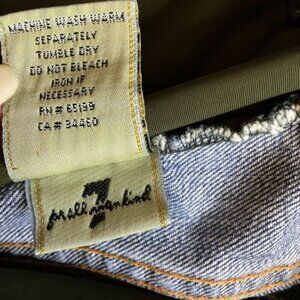 MACHINE WASH WARM
SEPARATELY
TUMBLE DRY
DO NOT BLEACH
IRON IF
NECESSARY
RN# 65139
CA# 34460
7
for all mankind